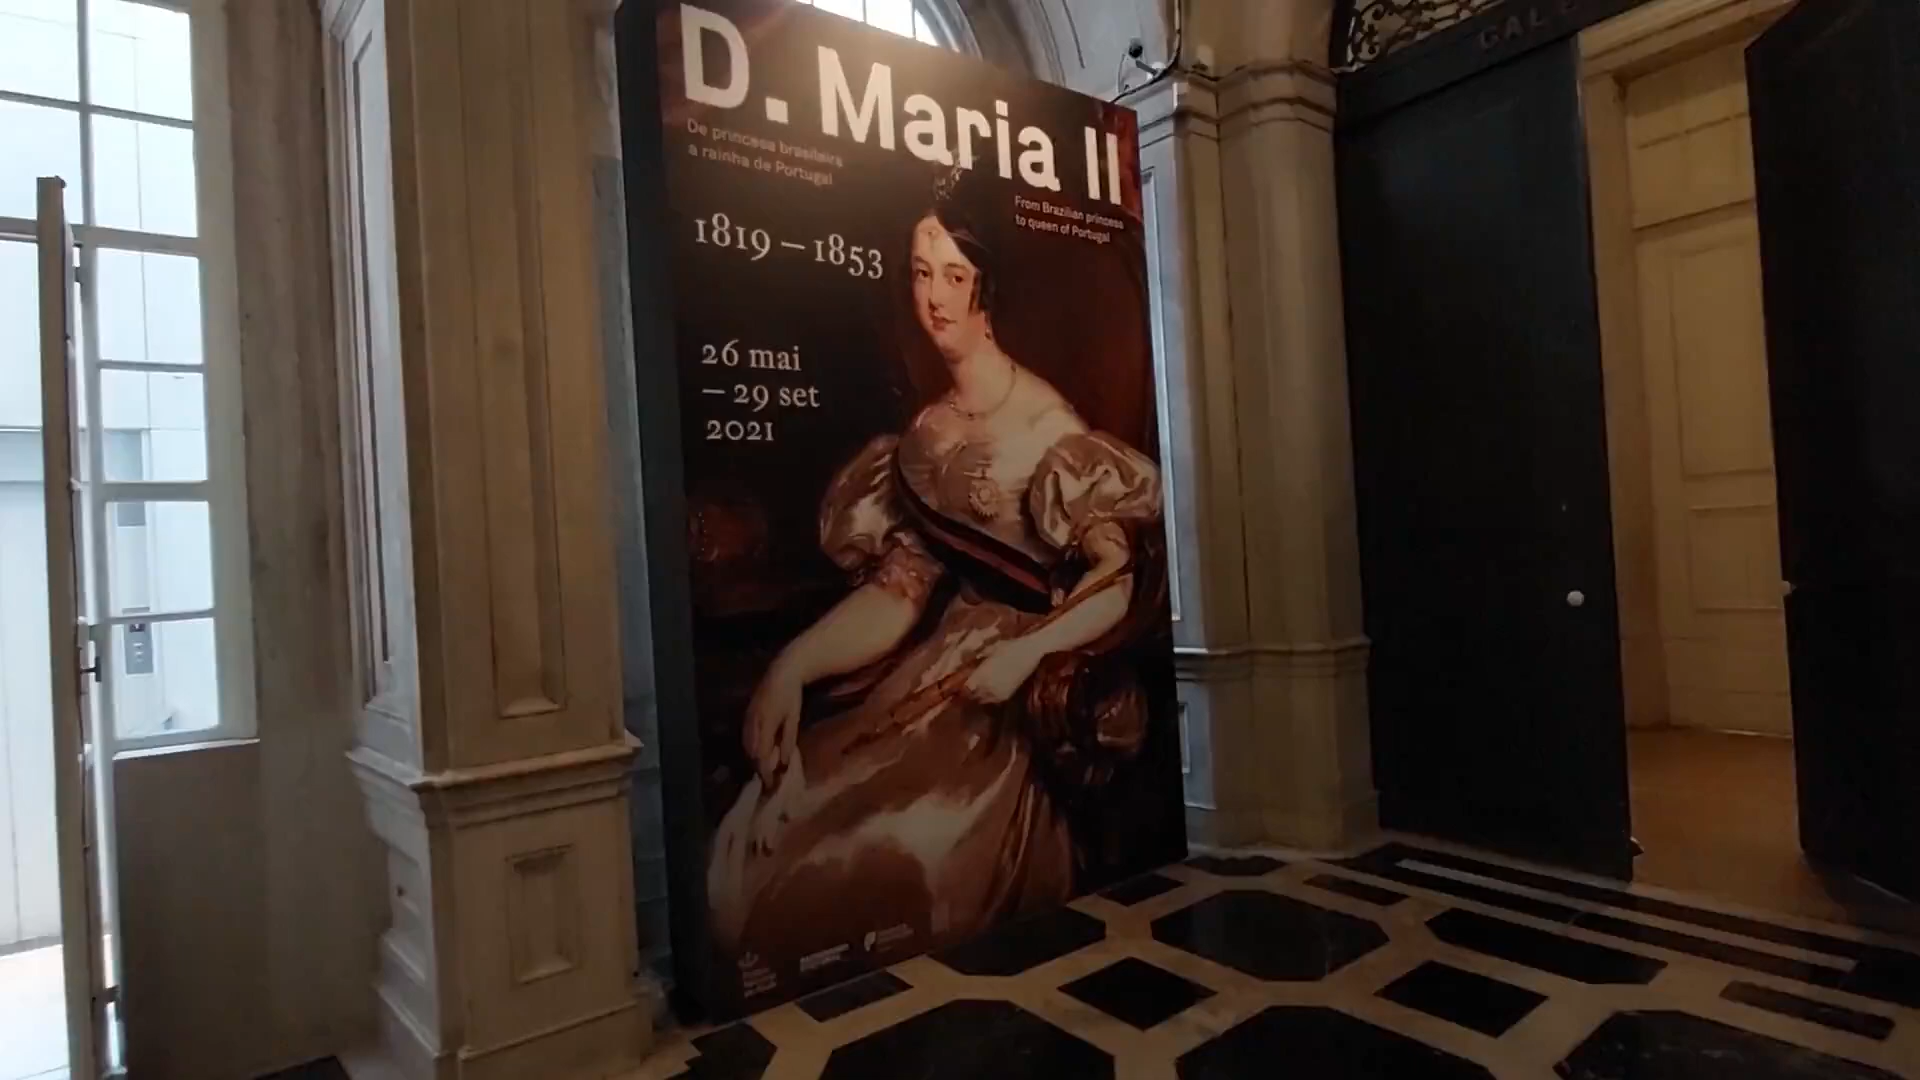 D. Maria II
De princesa brasileira
a rainha de Portugal
From Brazilian princess
to queen of Portugal
1819 – 1853
26 mai
– 29 set
2021